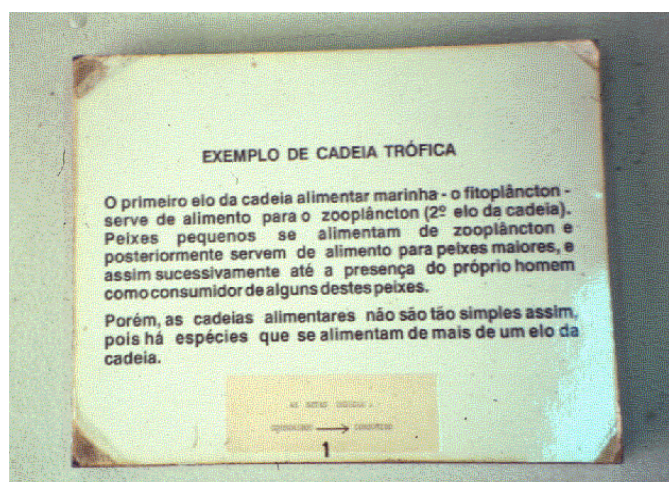 EXEMPLO DE CADEIA TRÓFICA
O primeiro elo da cadeia alimentar marinha - o fitoplâncton -
serve de alimento para o zooplâncton (2º elo da cadeia).
Peixes pequenos se alimentam de zooplâncton e
posteriormente servem de alimento para peixes maiores, e
assim sucessivamente até a presença do próprio homem
como consumidor de alguns destes peixes.
Porém, as cadeias alimentares não são tão simples assim,
pois há espécies que se alimentam de mais de um elo da
cadeia.
1